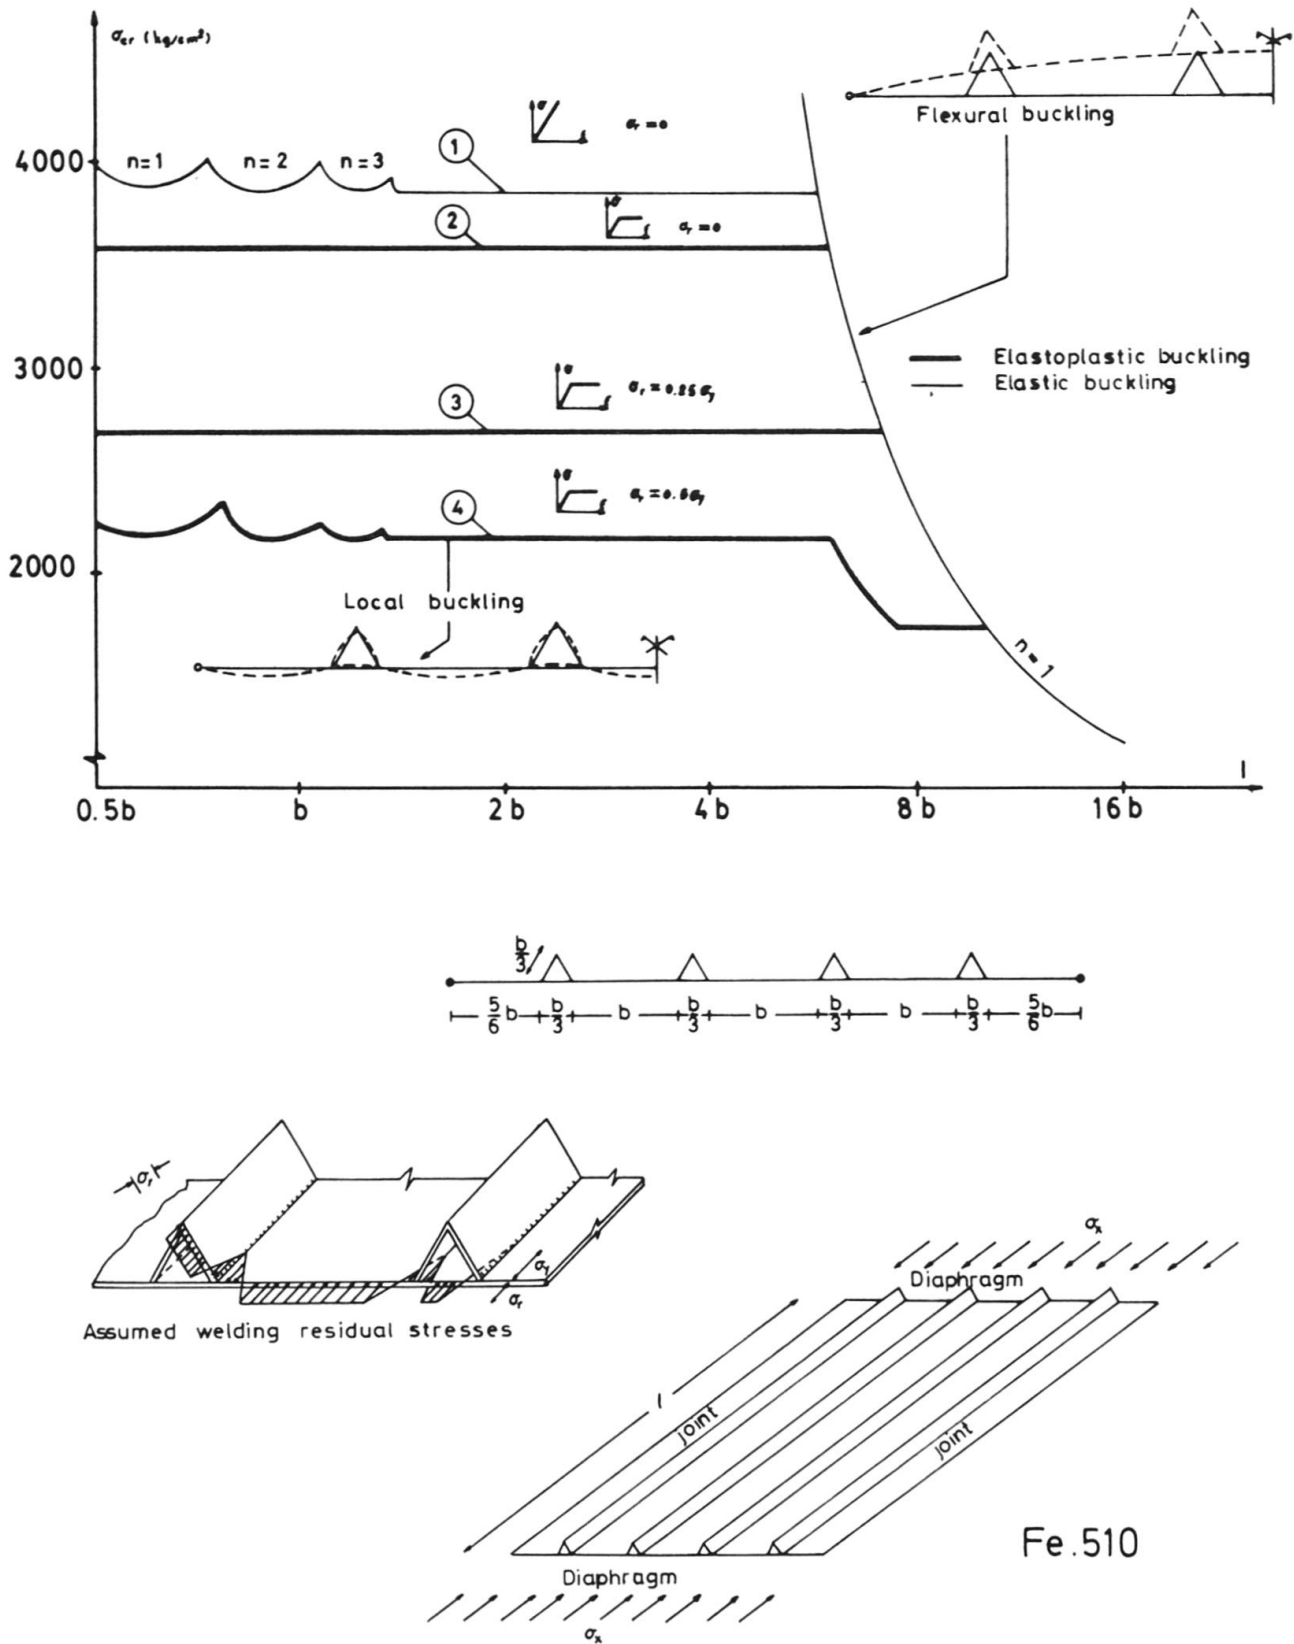 σcr (kg/cm²)
4000
n=1
n=2
n=3
1
σ
σr=0
Flexural buckling
2
σr=0
3000
Elastoplastic buckling
Elastic buckling
3
σ
σr=0.25σy
4
σ
σr=0.5σy
2000
Local buckling
n=1
l
0.5b
b
2b
4b
8b
16b
b/3
5/6 b
b/3
b
b/3
b
b/3
b
b/3
5/6 b
σr
σy
σr
Assumed welding residual stresses
σx
Diaphragm
l
joint
joint
Diaphragm
σx
Fe.510